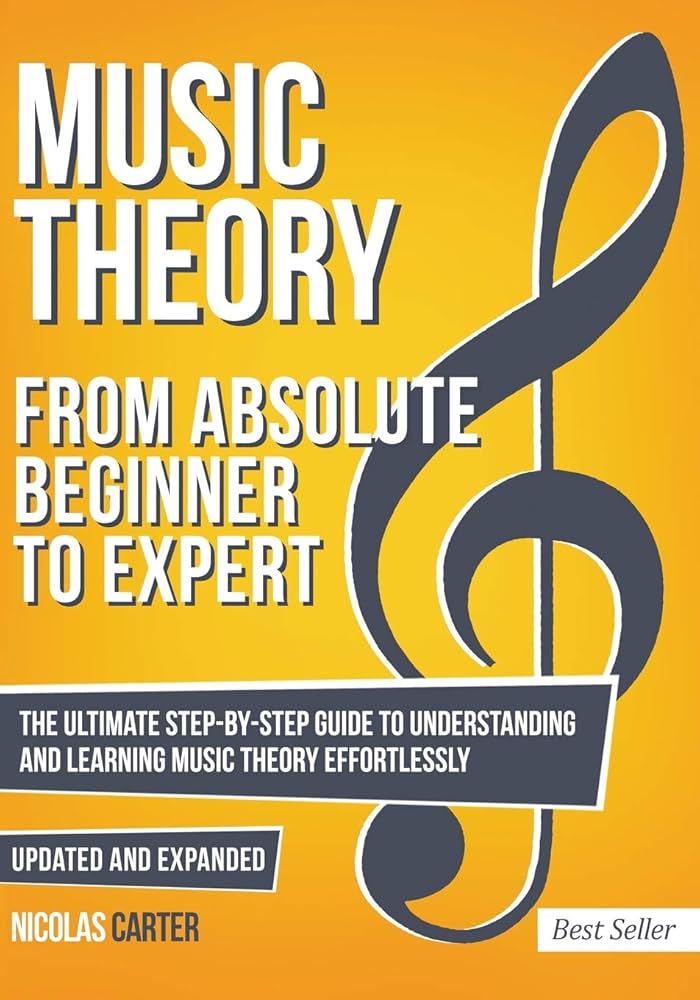 MUSIC
THEORY
FROM ABSOLUTE
BEGINNER
TO EXPERT
THE ULTIMATE STEP-BY-STEP GUIDE TO UNDERSTANDING
AND LEARNING MUSIC THEORY EFFORTLESSLY
UPDATED AND EXPANDED
NICOLAS CARTER
Best Seller